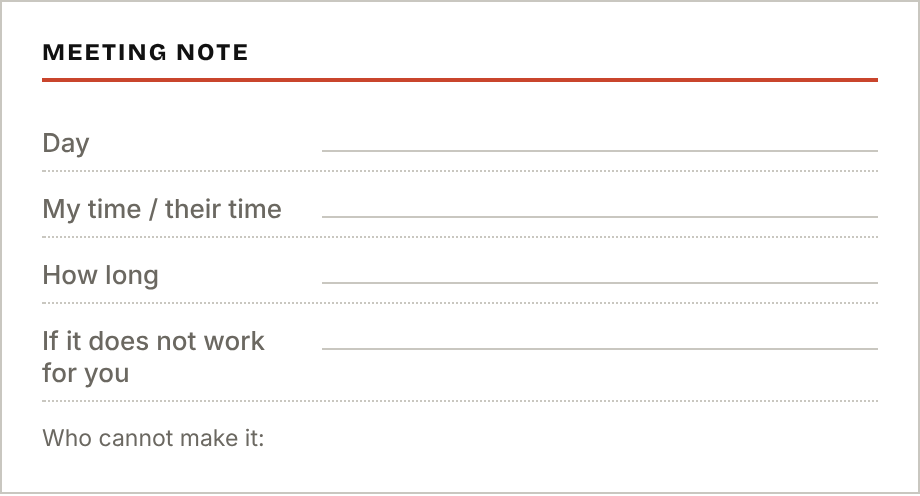 MEETING NOTE
Day
My time / their time
How long
If it does not work
for you
Who cannot make it: